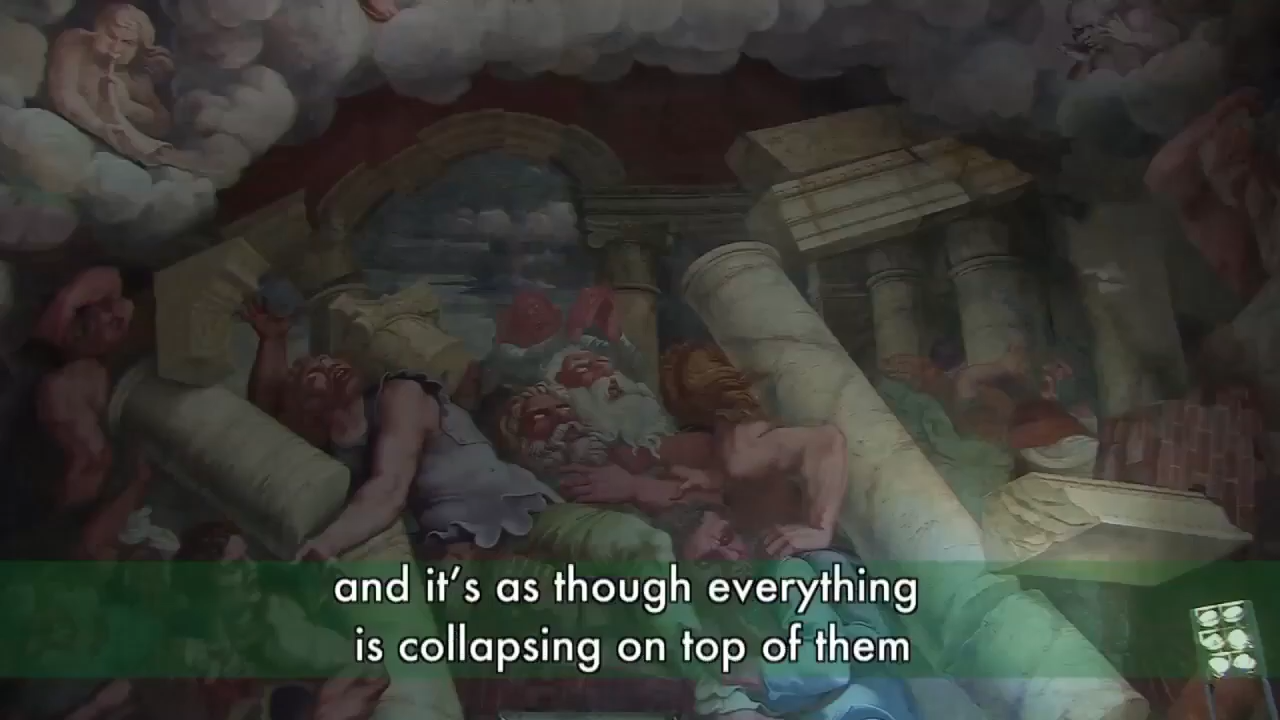 and it's as though everything
is collapsing on top of them